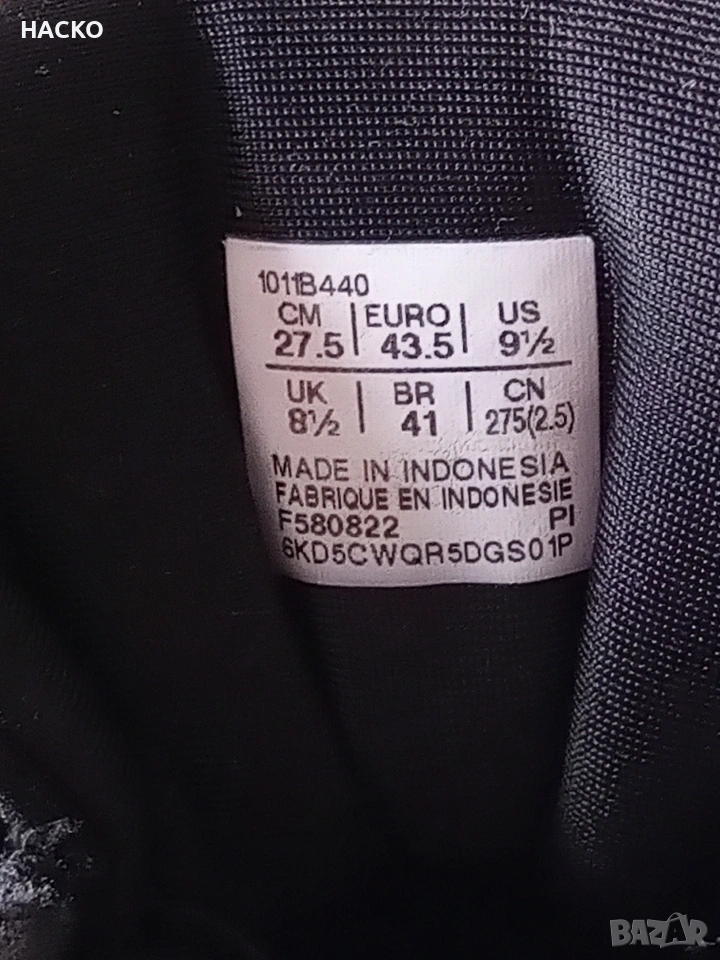 HACKO
1011B440
CM | EURO | US
27.5 | 43.5 | 9½
UK | BR | CN
8½ | 41 | 275(2.5)
MADE IN INDONESIA
FABRIQUE EN INDONESIE
F580822 PI
6KD5CWQR5DGS01P
BAZAR